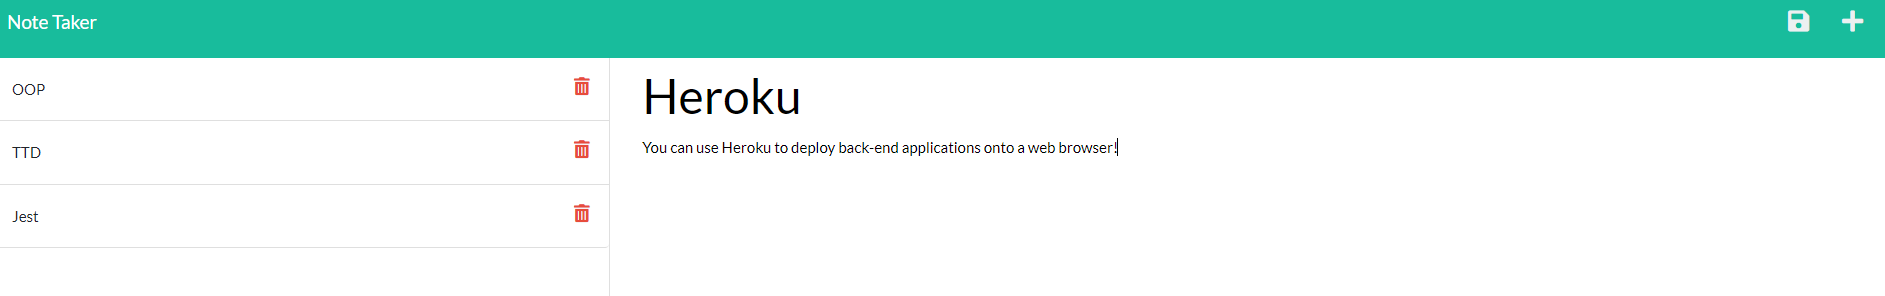 Note Taker
OOP
TTD
Jest
Heroku
You can use Heroku to deploy back-end applications onto a web browser!